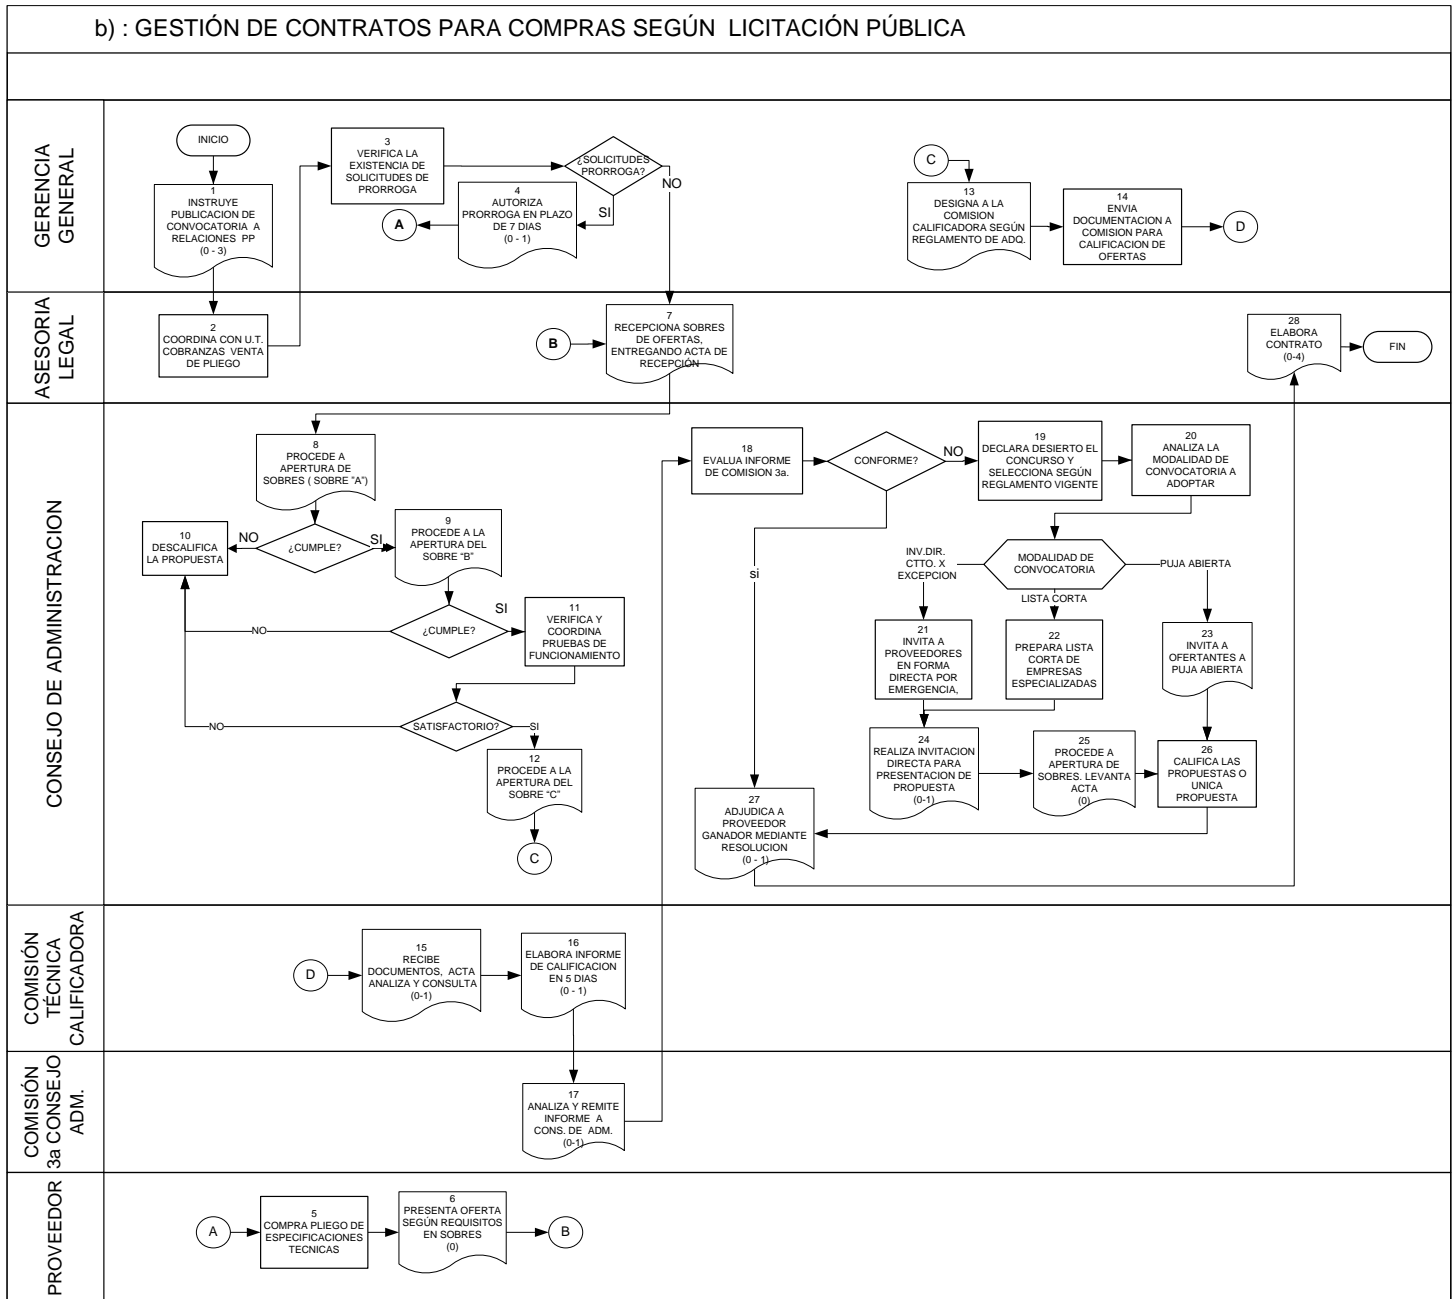 b) : GESTIÓN DE CONTRATOS PARA COMPRAS SEGÚN LICITACIÓN PÚBLICA
GERENCIA
GENERAL
INICIO
1
INSTRUYE
PUBLICACION DE
CONVOCATORIA A
RELACIONES PP
(0 - 3)
3
VERIFICA LA
EXISTENCIA DE
SOLICITUDES DE
PRORROGA
¿SOLICITUDES
PRORROGA?
NO
SI
4
AUTORIZA
PRORROGA EN PLAZO
DE 7 DIAS
(0 - 1)
A
C
13
DESIGNA A LA
COMISION
CALIFICADORA SEGÚN
REGLAMENTO DE ADQ.
14
ENVIA
DOCUMENTACION A
COMISION PARA
CALIFICACION DE
OFERTAS
D
ASESORIA
LEGAL
2
COORDINA CON U.T.
COBRANZAS VENTA
DE PLIEGO
B
7
RECEPCIONA SOBRES
DE OFERTAS,
ENTREGANDO ACTA DE
RECEPCIÓN
28
ELABORA
CONTRATO
(0-4)
FIN
CONSEJO DE ADMINISTRACION
8
PROCEDE A
APERTURA DE
SOBRES ( SOBRE "A")
¿CUMPLE?
NO
SI
10
DESCALIFICA
LA PROPUESTA
9
PROCEDE A LA
APERTURA DEL
SOBRE "B"
¿CUMPLE?
NO
SI
11
VERIFICA Y
COORDINA
PRUEBAS DE
FUNCIONAMIENTO
SATISFACTORIO?
NO
SI
12
PROCEDE A LA
APERTURA DEL
SOBRE "C"
C
18
EVALUA INFORME
DE COMISION 3a.
CONFORME?
NO
si
19
DECLARA DESIERTO EL
CONCURSO Y
SELECCIONA SEGÚN
REGLAMENTO VIGENTE
20
ANALIZA LA
MODALIDAD DE
CONVOCATORIA A
ADOPTAR
MODALIDAD DE
CONVOCATORIA
INV.DIR.
CTTO. X
EXCEPCION
LISTA CORTA
PUJA ABIERTA
21
INVITA A
PROVEEDORES
EN FORMA
DIRECTA POR
EMERGENCIA,
22
PREPARA LISTA
CORTA DE
EMPRESAS
ESPECIALIZADAS
23
INVITA A
OFERTANTES A
PUJA ABIERTA
24
REALIZA INVITACION
DIRECTA PARA
PRESENTACION DE
PROPUESTA
(0-1)
25
PROCEDE A
APERTURA DE
SOBRES. LEVANTA
ACTA
(0)
26
CALIFICA LAS
PROPUESTAS O
UNICA
PROPUESTA
27
ADJUDICA A
PROVEEDOR
GANADOR MEDIANTE
RESOLUCION
(0 - 1)
COMISIÓN
TÉCNICA
CALIFICADORA
D
15
RECIBE
DOCUMENTOS, ACTA
ANALIZA Y CONSULTA
(0-1)
16
ELABORA INFORME
DE CALIFICACION
EN 5 DIAS
(0 - 1)
COMISIÓN
3a CONSEJO
ADM.
17
ANALIZA Y REMITE
INFORME A
CONS. DE ADM.
(0-1)
PROVEEDOR
A
5
COMPRA PLIEGO DE
ESPECIFICACIONES
TECNICAS
6
PRESENTA OFERTA
SEGÚN REQUISITOS
EN SOBRES
(0)
B